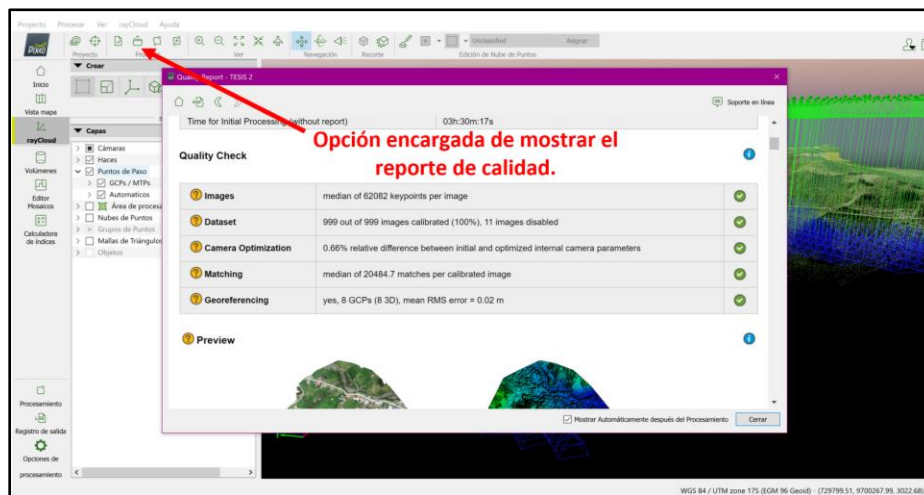 Proyecto Procesar Ver rayCloud Ayuda
Proyecto
Ver
Navegación
Recorte
Edición de Nube de Puntos
Unclassified
Asignar
Inicio
Vista mapa
rayCloud
Volúmenes
Editor
Mosaicos
Calculadora
de índices
Procesamiento
Registro de salida
Opciones de
procesamiento
Crear
Capas
Cámaras
Haces
Puntos de Paso
GCPs / MTPs
Automaticos
Área de procesa
Nubes de Puntos
Grupos de Puntos
Mallas de Triángulos
Objetos
Quality Report - TESIS 2
Soporte en línea
Time for Initial Processing (without report) 03h:30m:17s
Opción encargada de mostrar el
reporte de calidad.
Quality Check
Images median of 62082 keypoints per image
Dataset 999 out of 999 images calibrated (100%), 11 images disabled
Camera Optimization 0.66% relative difference between initial and optimized internal camera parameters
Matching median of 20484.7 matches per calibrated image
Georeferencing yes, 8 GCPs (8 3D), mean RMS error = 0.02 m
Preview
Mostrar Automáticamente después del Procesamiento Cerrar
WGS 84 / UTM zone 17S (EGM 96 Geoid) - (729799.51, 9700267.99, 3022.68)